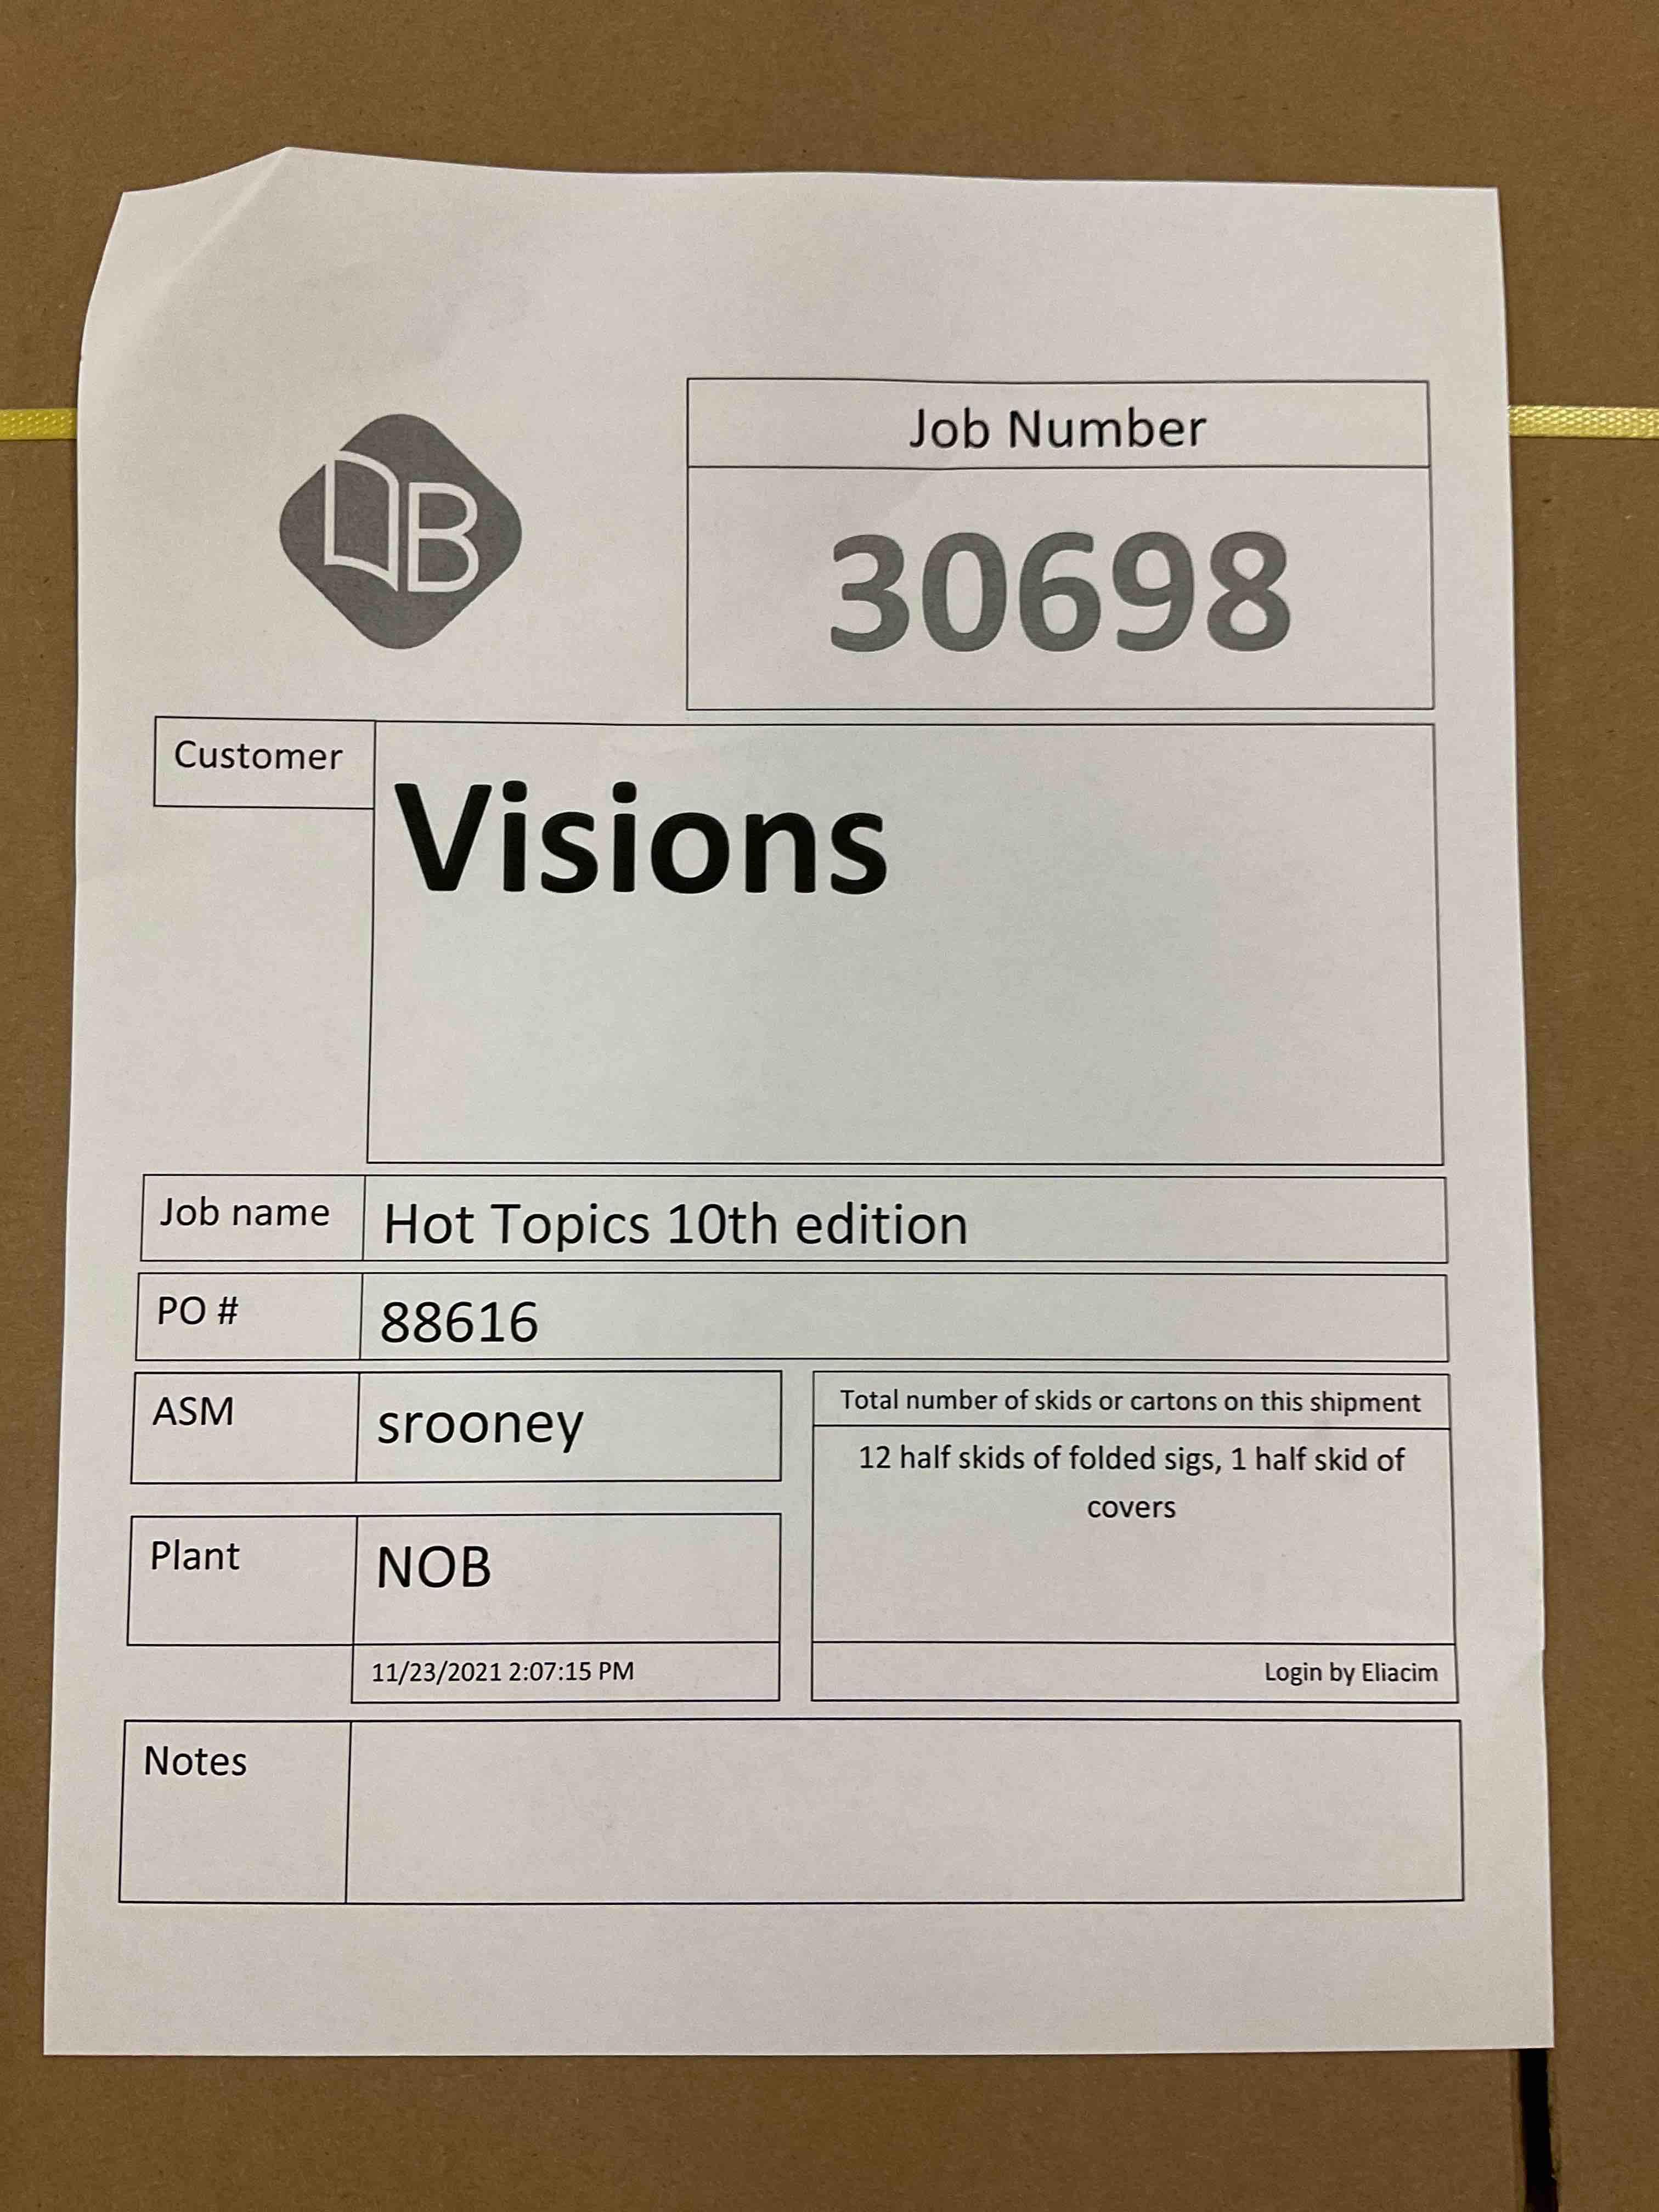 B
Job Number
30698
Customer
Visions
Job name
Hot Topics 10th edition
PO #
88616
ASM
srooney
Total number of skids or cartons on this shipment
12 half skids of folded sigs, 1 half skid of
covers
Plant
NOB
11/23/2021 2:07:15 PM
Login by Eliacim
Notes